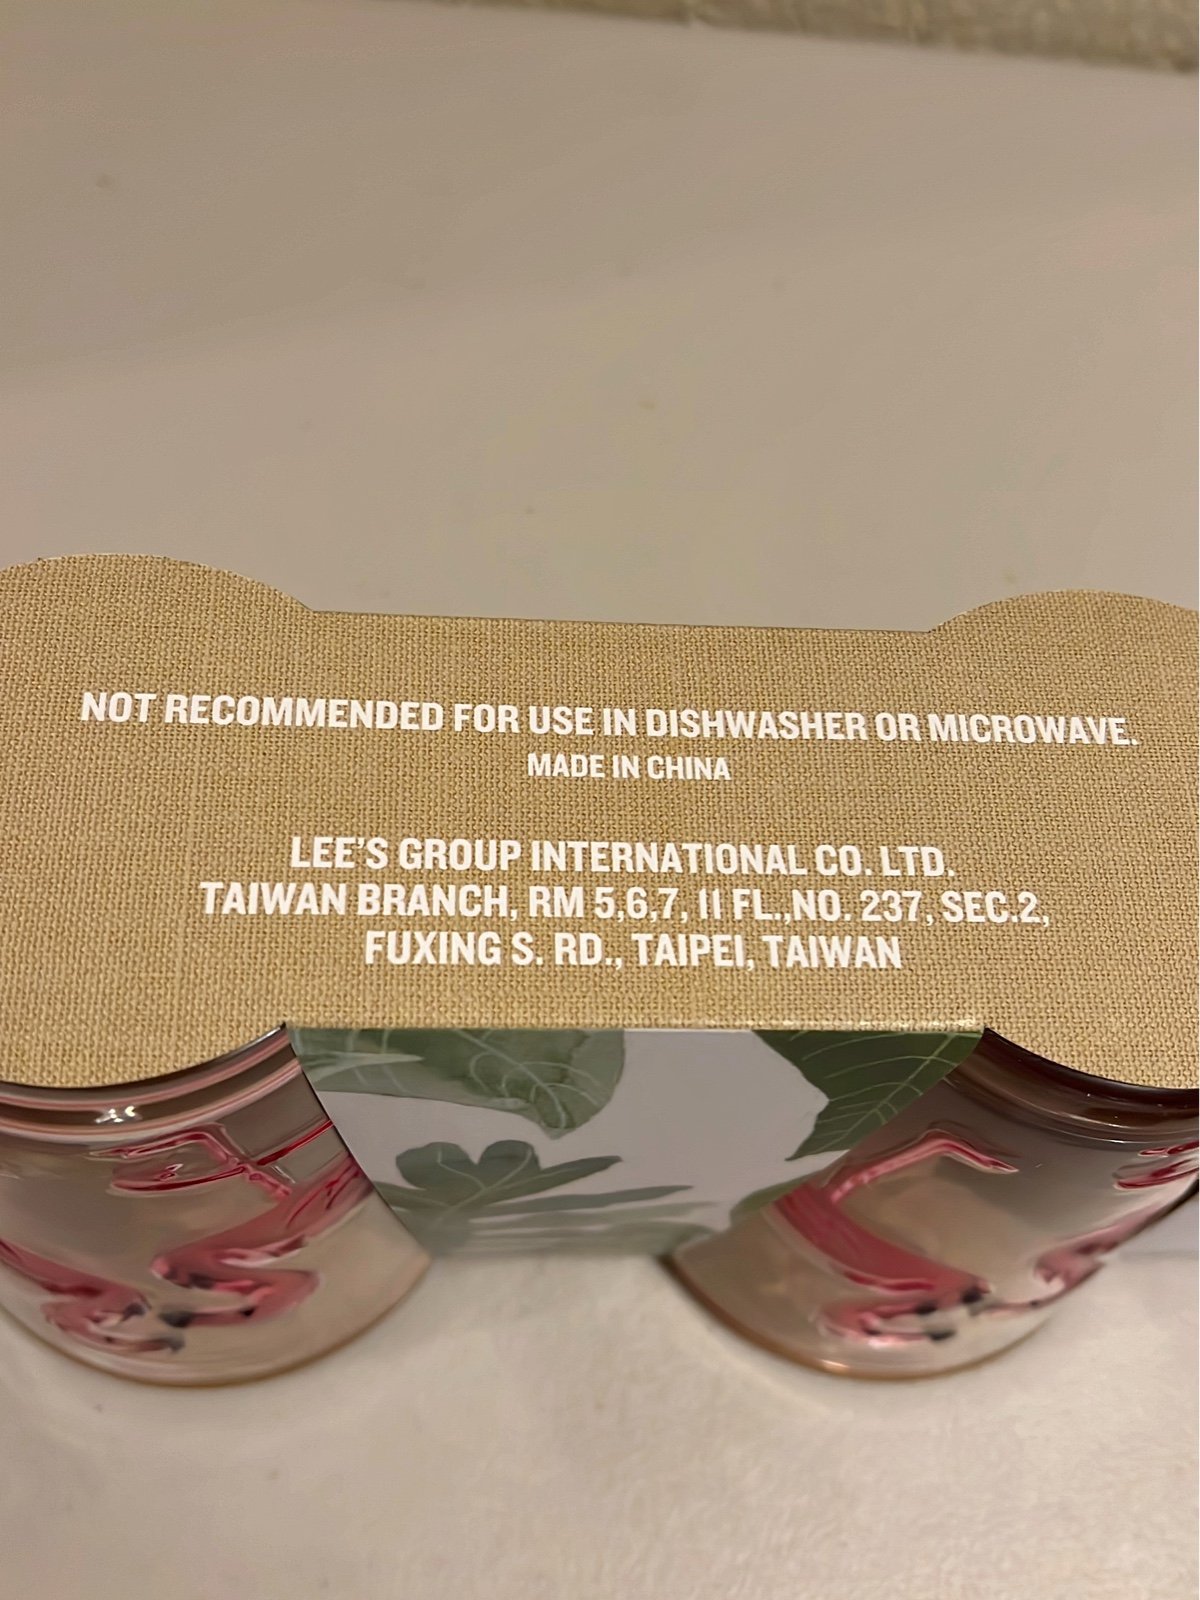 NOT RECOMMENDED FOR USE IN DISHWASHER OR MICROWAVE.
MADE IN CHINA
LEE'S GROUP INTERNATIONAL CO. LTD.
TAIWAN BRANCH, RM 5,6,7, 11 FL.,NO. 237, SEC.2,
FUXING S. RD., TAIPEI, TAIWAN